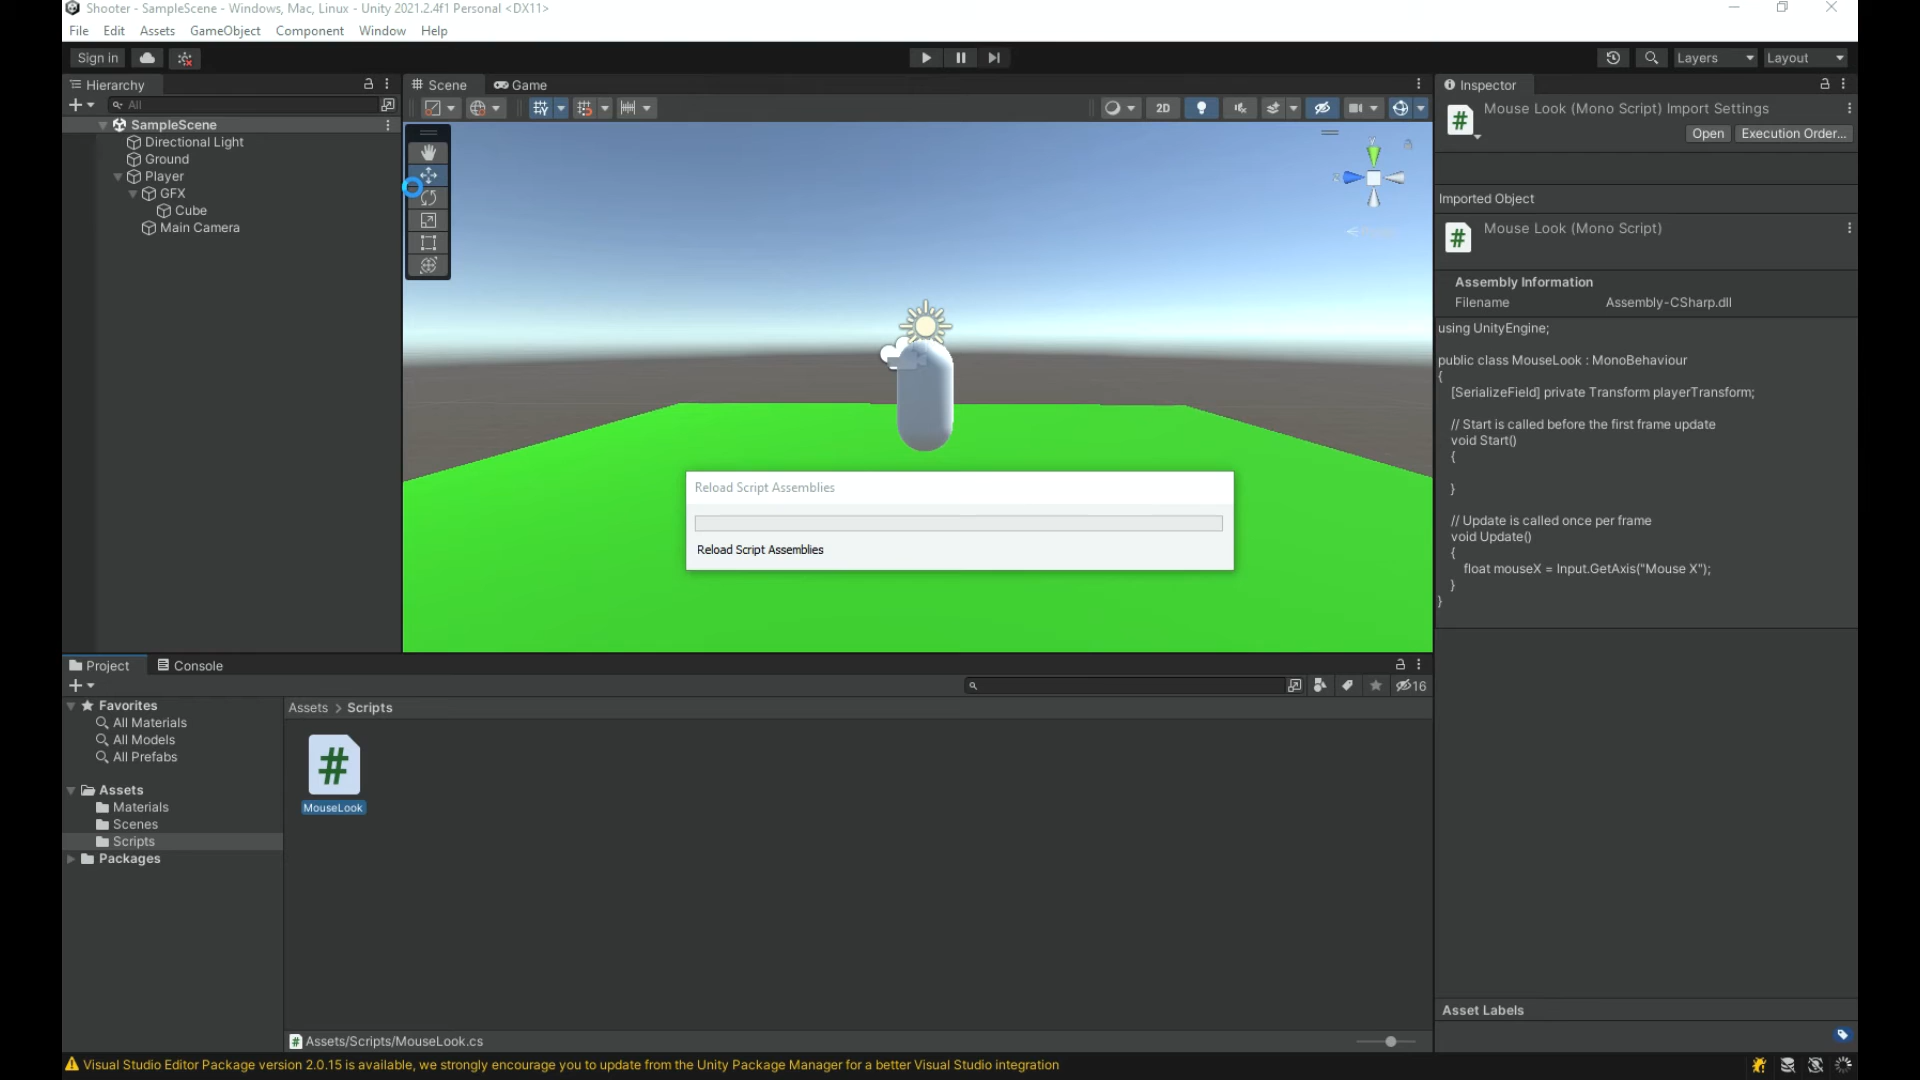 Shooter - SampleScene - Windows, Mac, Linux - Unity 2021.2.4f1 Personal <DX11>
File Edit Assets GameObject Component Window Help
Sign in
Layers
Layout
Hierarchy
Scene
Game
Inspector
All
2D
Mouse Look (Mono Script) Import Settings
Open
Execution Order...
SampleScene
Directional Light
Ground
Player
GFX
Cube
Main Camera
Imported Object
Mouse Look (Mono Script)
Assembly Information
Filename Assembly-CSharp.dll
using UnityEngine;
public class MouseLook : MonoBehaviour
{
[SerializeField] private Transform playerTransform;
// Start is called before the first frame update
void Start()
{
}
// Update is called once per frame
void Update()
{
float mouseX = Input.GetAxis("Mouse X");
}
}
Reload Script Assemblies
Reload Script Assemblies
Project
Console
16
Favorites
All Materials
All Models
All Prefabs
Assets
Materials
Scenes
Scripts
Packages
Assets > Scripts
#
MouseLook
Assets/Scripts/MouseLook.cs
Asset Labels
Visual Studio Editor Package version 2.0.15 is available, we strongly encourage you to update from the Unity Package Manager for a better Visual Studio integration